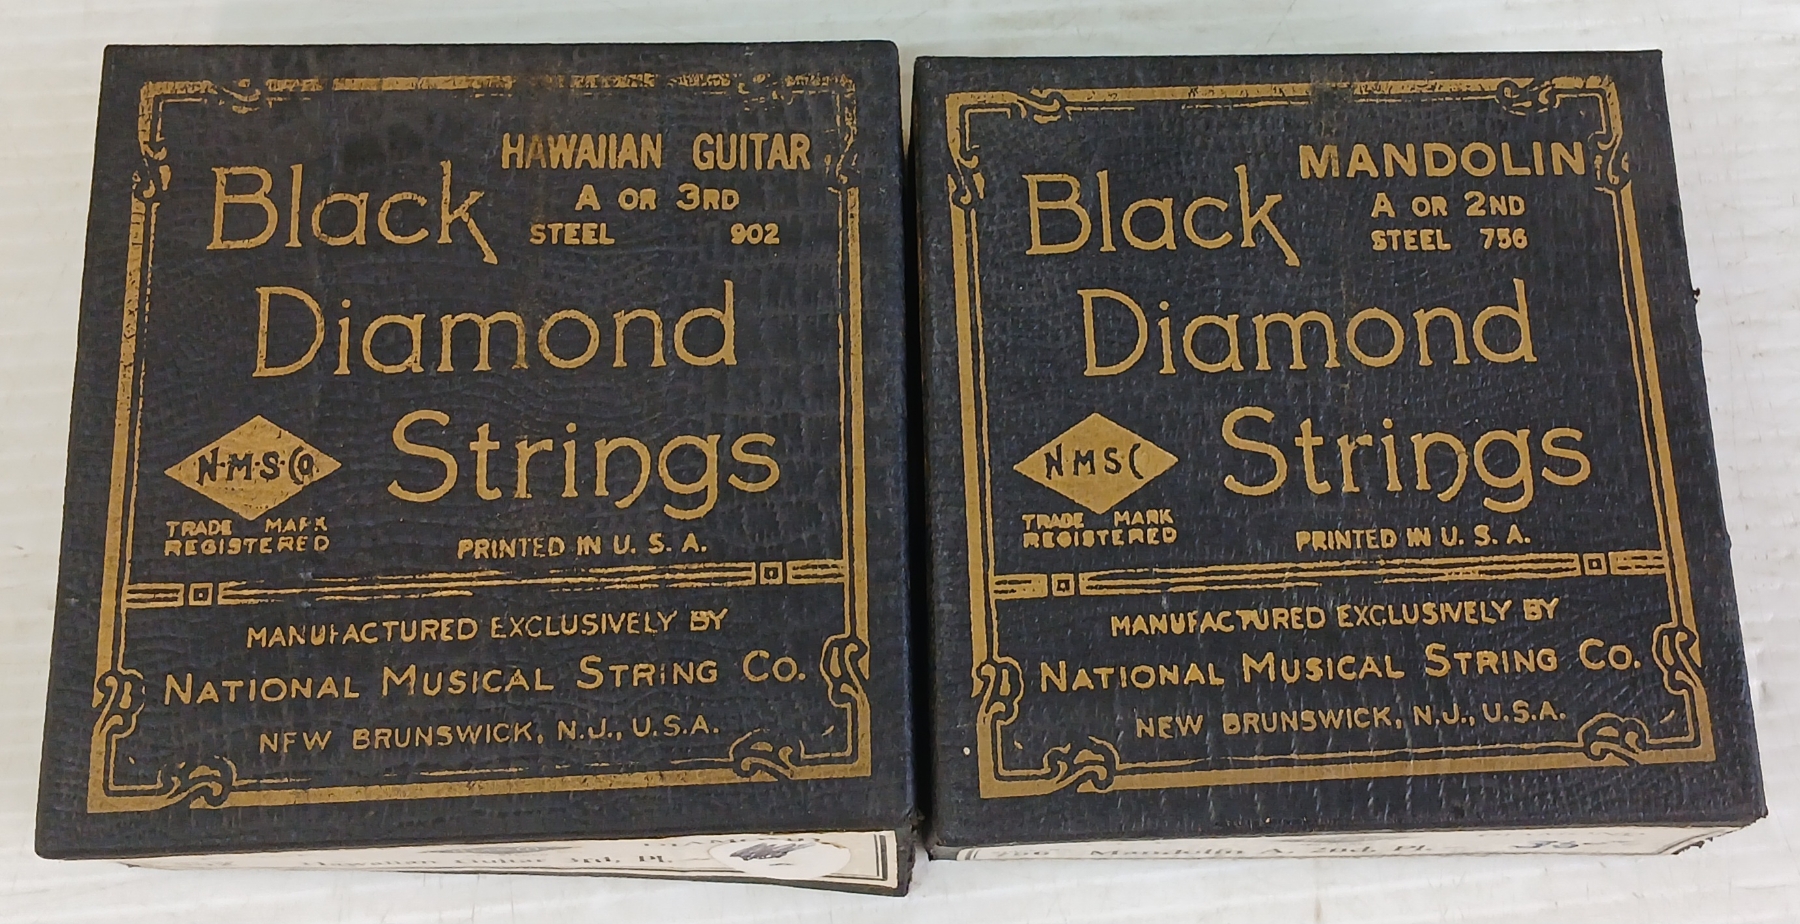 HAWAIIAN GUITAR
A OR 3RD
STEEL 902
Black
Diamond
Strings
N·M·S·Co
TRADE MARK
REGISTERED
PRINTED IN U. S. A.
MANUFACTURED EXCLUSIVELY BY
NATIONAL MUSICAL STRING CO.
NEW BRUNSWICK, N.J., U.S.A.
Hawaiian Guitar 3rd, Pl.
MANDOLIN
A OR 2ND
STEEL 756
Black
Diamond
Strings
N M S C
TRADE MARK
REGISTERED
PRINTED IN U. S. A.
MANUFACTURED EXCLUSIVELY BY
NATIONAL MUSICAL STRING CO.
NEW BRUNSWICK, N.J., U.S.A.
Mandolin A. 2nd, Pl.